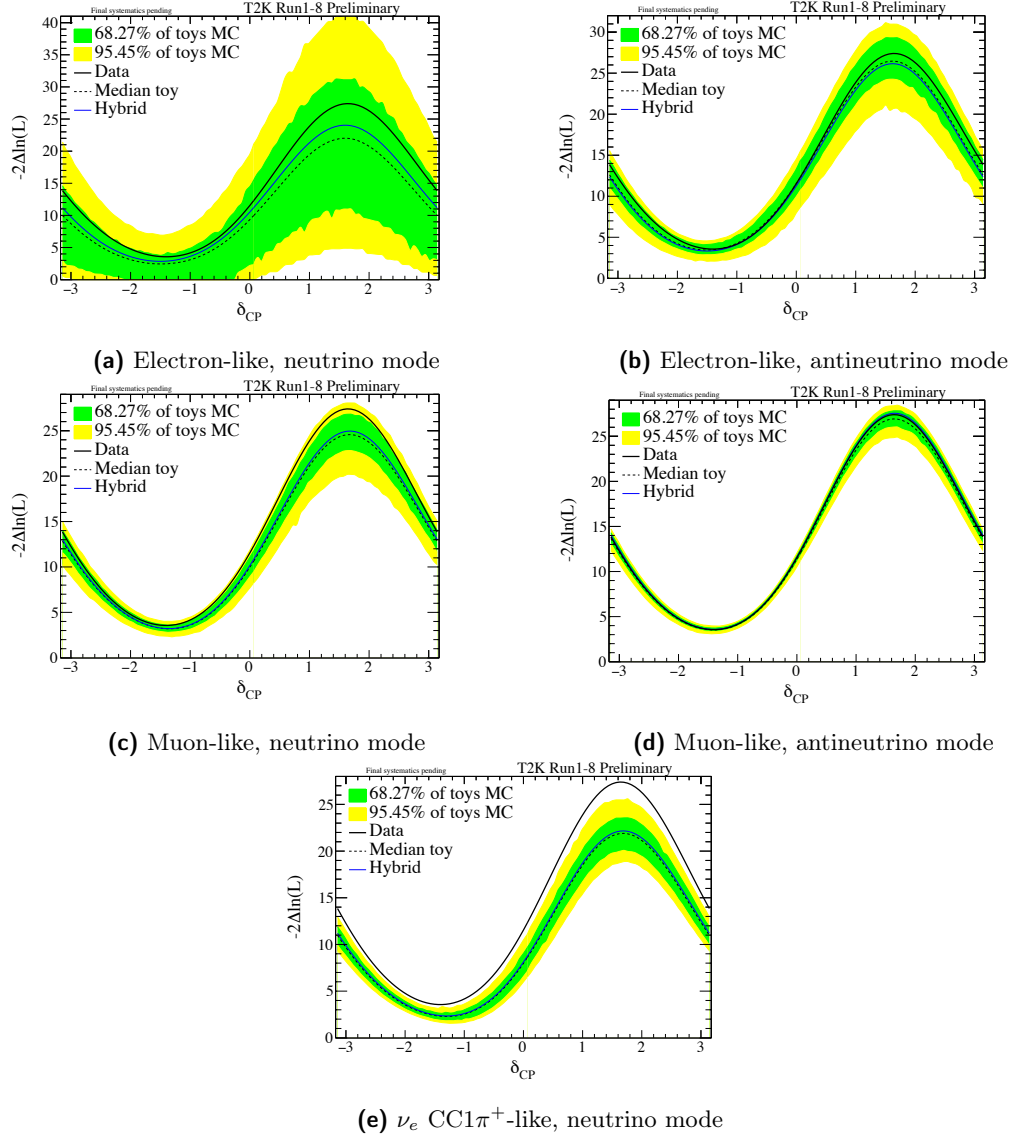 Final systematics pending T2K Run1-8 Preliminary
68.27% of toys MC
95.45% of toys MC
Data
Median toy
Hybrid
-2Δln(L)
40
35
30
25
20
15
10
5
0
−3 −2 −1 0 1 2 3
δCP
(a) Electron-like, neutrino mode
Final systematics pending T2K Run1-8 Preliminary
68.27% of toys MC
95.45% of toys MC
Data
Median toy
Hybrid
-2Δln(L)
30
25
20
15
10
5
0
−3 −2 −1 0 1 2 3
δCP
(b) Electron-like, antineutrino mode
Final systematics pending T2K Run1-8 Preliminary
68.27% of toys MC
95.45% of toys MC
Data
Median toy
Hybrid
-2Δln(L)
25
20
15
10
5
0
−3 −2 −1 0 1 2 3
δCP
(c) Muon-like, neutrino mode
Final systematics pending T2K Run1-8 Preliminary
68.27% of toys MC
95.45% of toys MC
Data
Median toy
Hybrid
-2Δln(L)
25
20
15
10
5
0
−3 −2 −1 0 1 2 3
δCP
(d) Muon-like, antineutrino mode
Final systematics pending T2K Run1-8 Preliminary
68.27% of toys MC
95.45% of toys MC
Data
Median toy
Hybrid
-2Δln(L)
25
20
15
10
5
0
−3 −2 −1 0 1 2 3
δCP
(e) νe CC1π+-like, neutrino mode